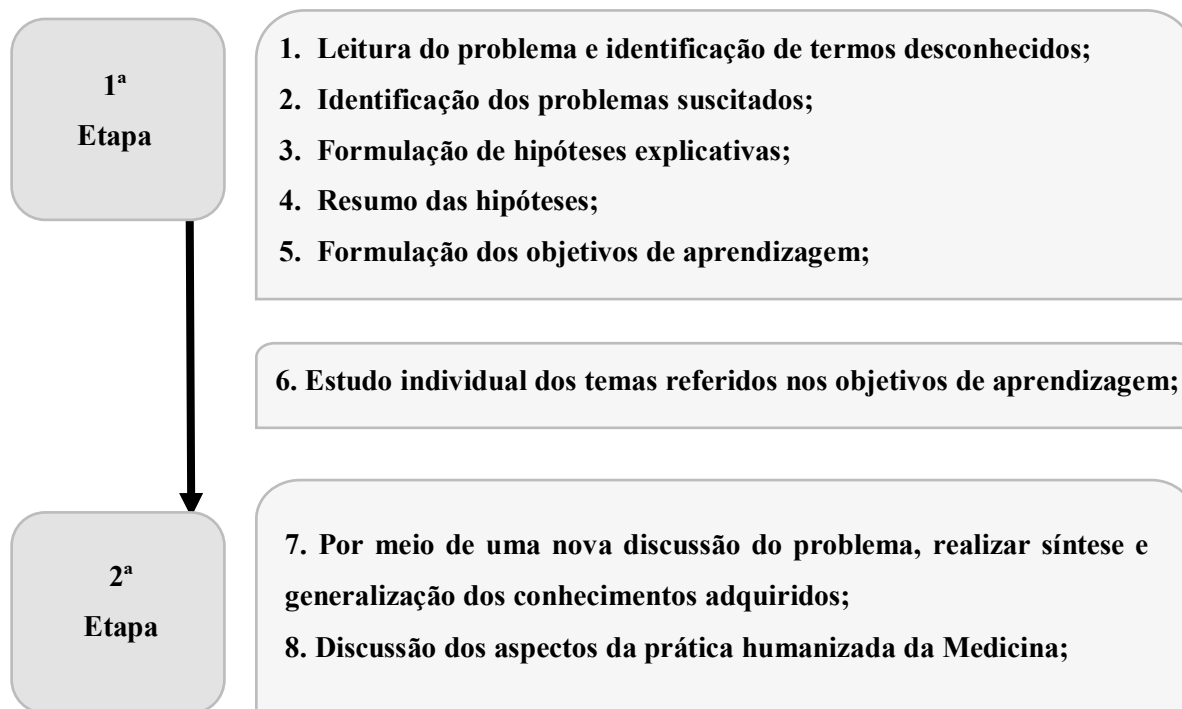 1ª
Etapa
1. Leitura do problema e identificação de termos desconhecidos;
2. Identificação dos problemas suscitados;
3. Formulação de hipóteses explicativas;
4. Resumo das hipóteses;
5. Formulação dos objetivos de aprendizagem;
6. Estudo individual dos temas referidos nos objetivos de aprendizagem;
2ª
Etapa
7. Por meio de uma nova discussão do problema, realizar síntese e
generalização dos conhecimentos adquiridos;
8. Discussão dos aspectos da prática humanizada da Medicina;